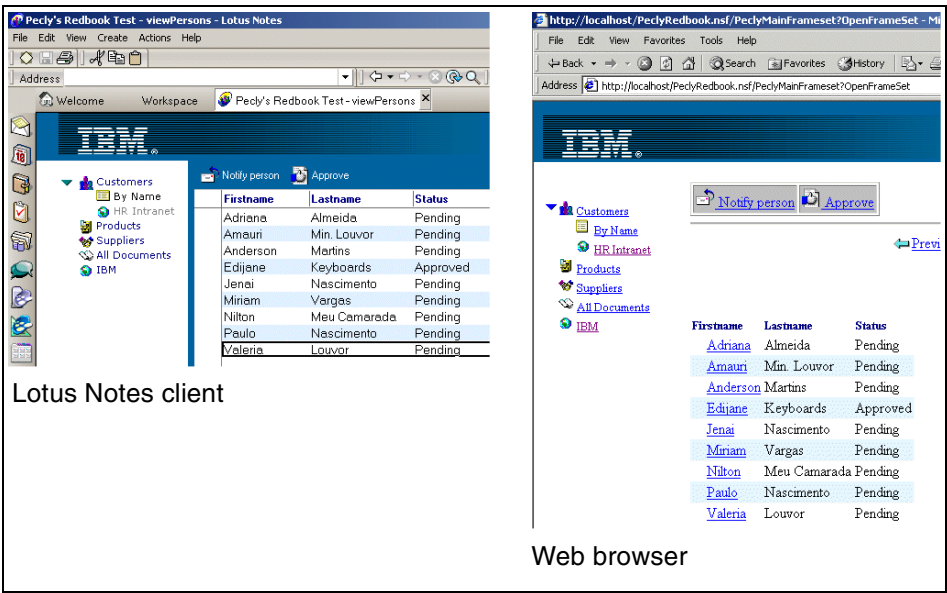 Pecly's Redbook Test - viewPersons - Lotus Notes
File Edit View Create Actions Help
Address
Welcome Workspace Pecly's Redbook Test - viewPersons
IBM
Notify person Approve
Customers
By Name
HR Intranet
Products
Suppliers
All Documents
IBM
Firstname Lastname Status
Adriana Almeida Pending
Amauri Min. Louvor Pending
Anderson Martins Pending
Edijane Keyboards Approved
Jenai Nascimento Pending
Miriam Vargas Pending
Nilton Meu Camarada Pending
Paulo Nascimento Pending
Valeria Louvor Pending
Lotus Notes client
http://localhost/PeclyRedbook.nsf/PeclyMainFrameset?OpenFrameSet - Mi
File Edit View Favorites Tools Help
Back Search Favorites History
Address http://localhost/PeclyRedbook.nsf/PeclyMainFrameset?OpenFrameSet
IBM
Notify person Approve
Previ
Customers
By Name
HR Intranet
Products
Suppliers
All Documents
IBM
Firstname Lastname Status
Adriana Almeida Pending
Amauri Min. Louvor Pending
Anderson Martins Pending
Edijane Keyboards Approved
Jenai Nascimento Pending
Miriam Vargas Pending
Nilton Meu Camarada Pending
Paulo Nascimento Pending
Valeria Louvor Pending
Web browser